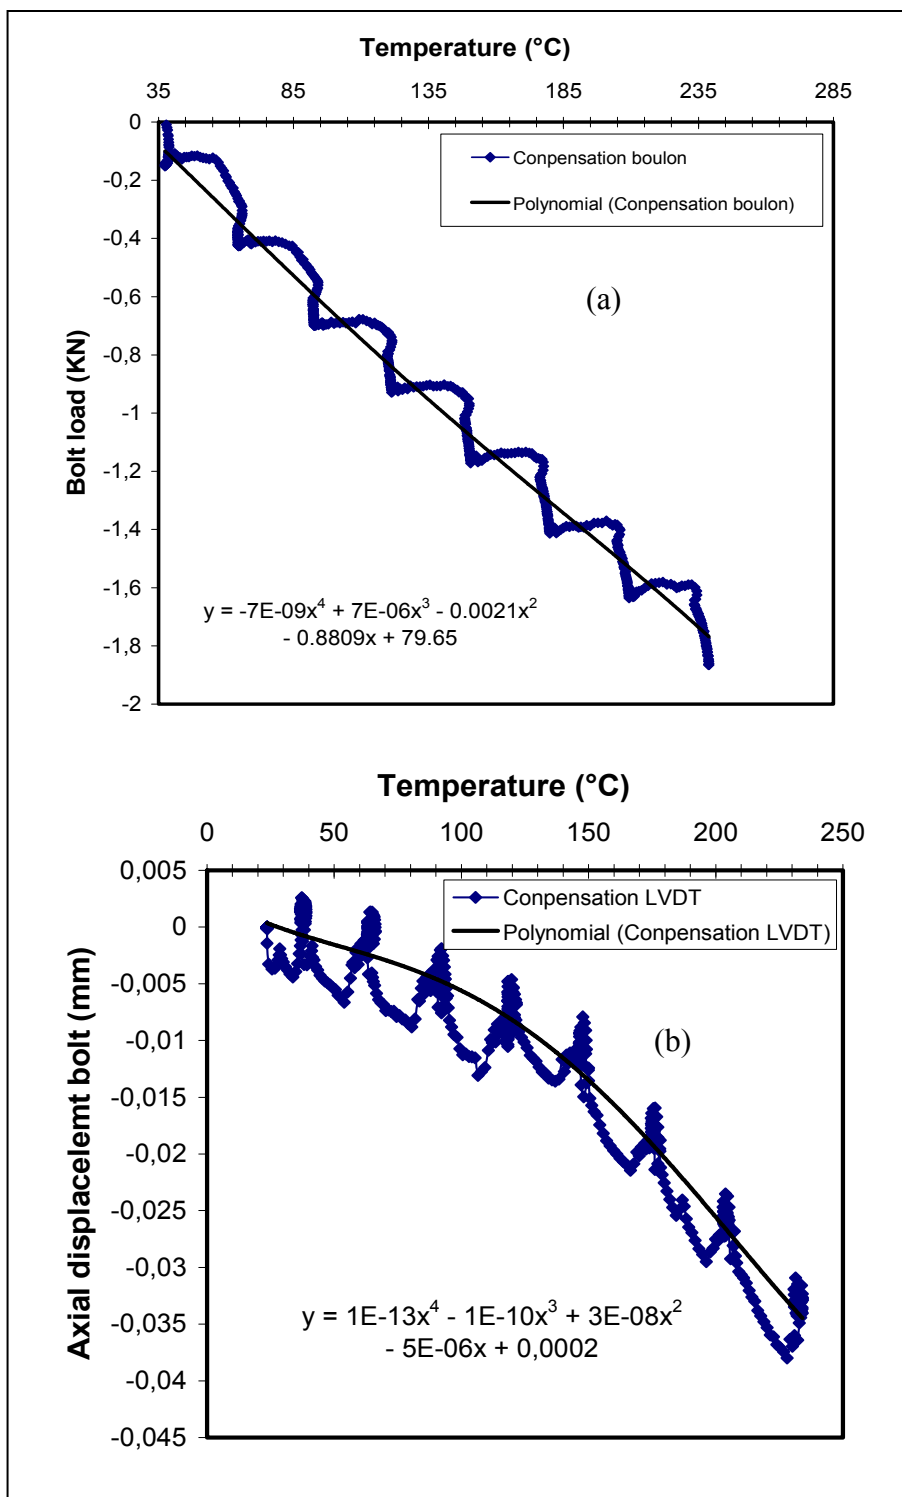 Temperature (°C)
35 85 135 185 235 285
0
-0,2
-0,4
-0,6
-0,8
-1
-1,2
-1,4
-1,6
-1,8
-2
Bolt load (KN)
Conpensation boulon
Polynomial (Conpensation boulon)
(a)
y = -7E-09x⁴ + 7E-06x³ - 0.0021x²
- 0.8809x + 79.65
Temperature (°C)
0 50 100 150 200 250
0,005
0
-0,005
-0,01
-0,015
-0,02
-0,025
-0,03
-0,035
-0,04
-0,045
Axial displacelemt bolt (mm)
Conpensation LVDT
Polynomial (Conpensation LVDT)
(b)
y = 1E-13x⁴ - 1E-10x³ + 3E-08x²
- 5E-06x + 0,0002